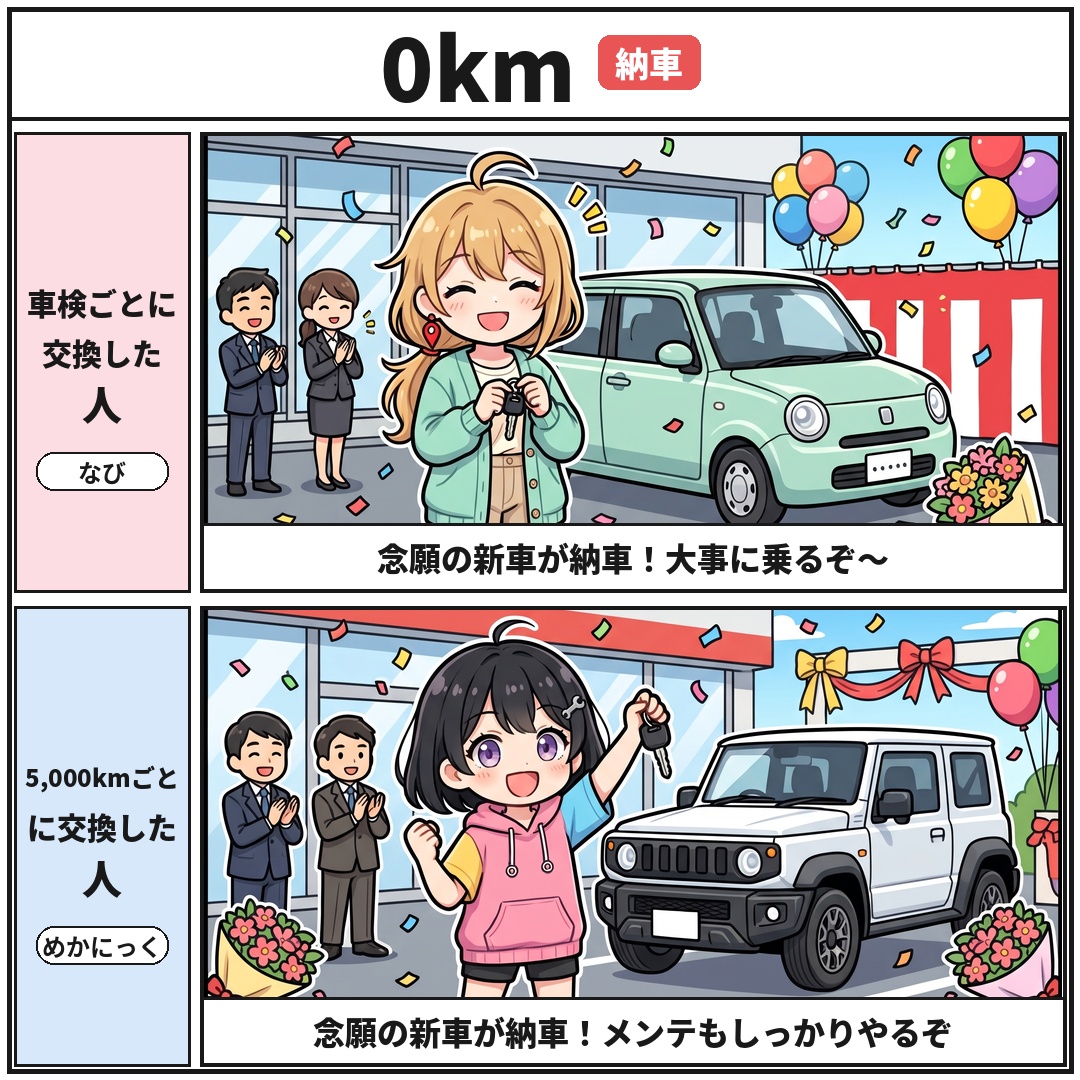 0km 納車
車検ごとに
交換した
人
なび
念願の新車が納車！大事に乗るぞ〜
5,000kmごと
に交換した
人
めかにっく
念願の新車が納車！メンテもしっかりやるぞ